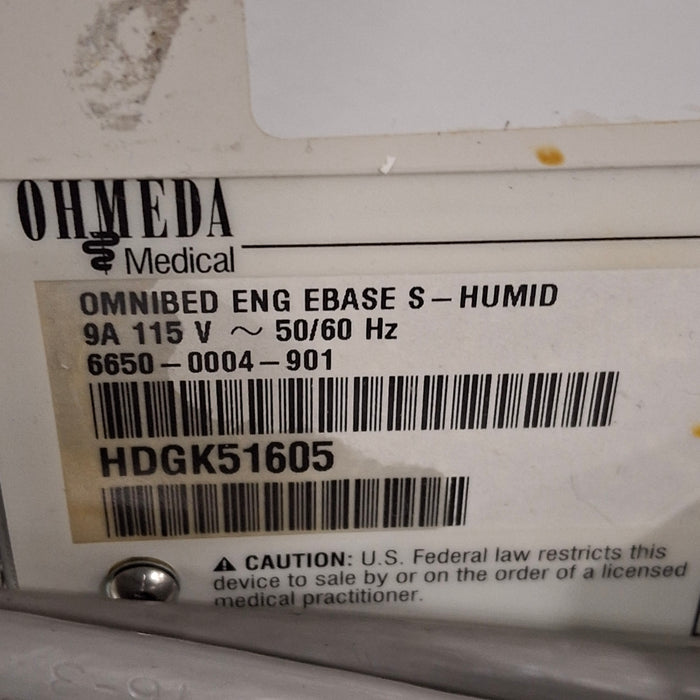 OHMEDA
Medical
OMNIBED ENG EBASE S-HUMID
9A 115 V ~ 50/60 Hz
6650-0004-901
HDGK51605
⚠ CAUTION: U.S. Federal law restricts this
device to sale by or on the order of a licensed
medical practitioner.